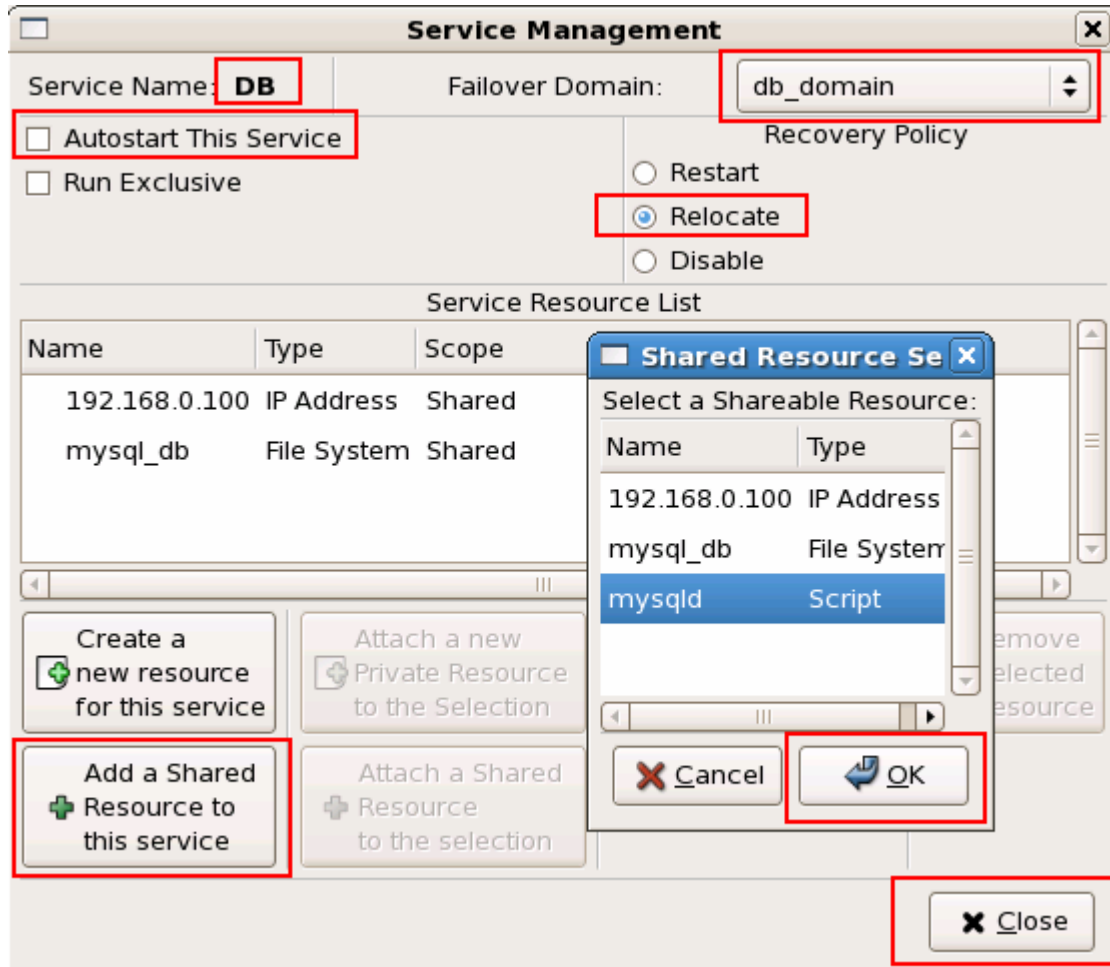 Service Management
Service Name: DB
Failover Domain:
db_domain
Autostart This Service
Run Exclusive
Recovery Policy
Restart
Relocate
Disable
Service Resource List
Name Type Scope
192.168.0.100 IP Address Shared
mysql_db File System Shared
Shared Resource Se
Select a Shareable Resource:
Name Type
192.168.0.100 IP Address
mysql_db File System
mysqld Script
Cancel
OK
Create a
new resource
for this service
Attach a new
Private Resource
to the Selection
emove
elected
esource
Add a Shared
Resource to
this service
Attach a Shared
Resource
to the selection
Close